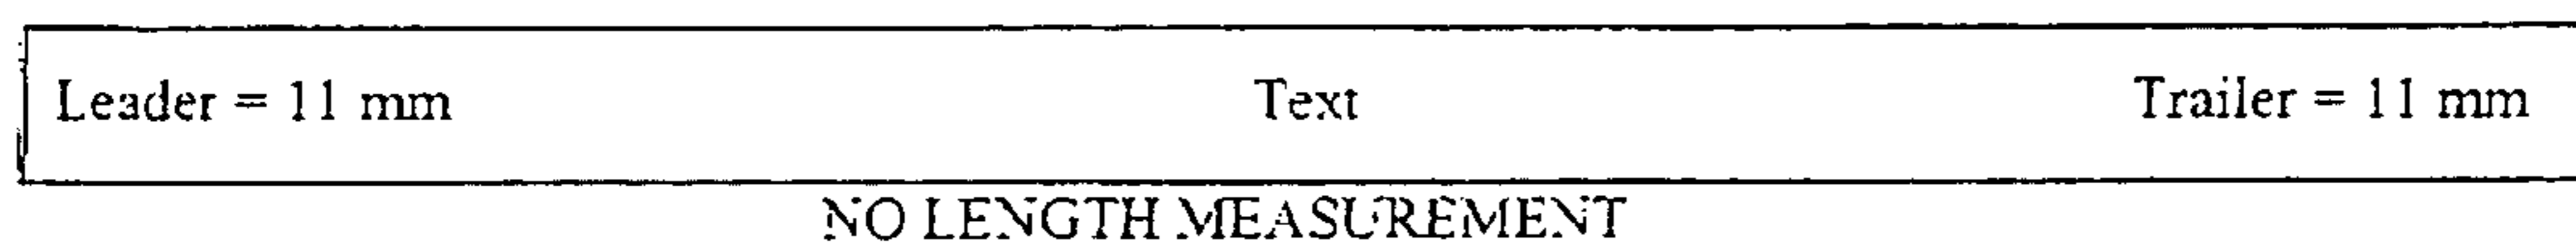 Leader = 11 mm Text Trailer = 11 mm
NO LENGTH MEASUREMENT